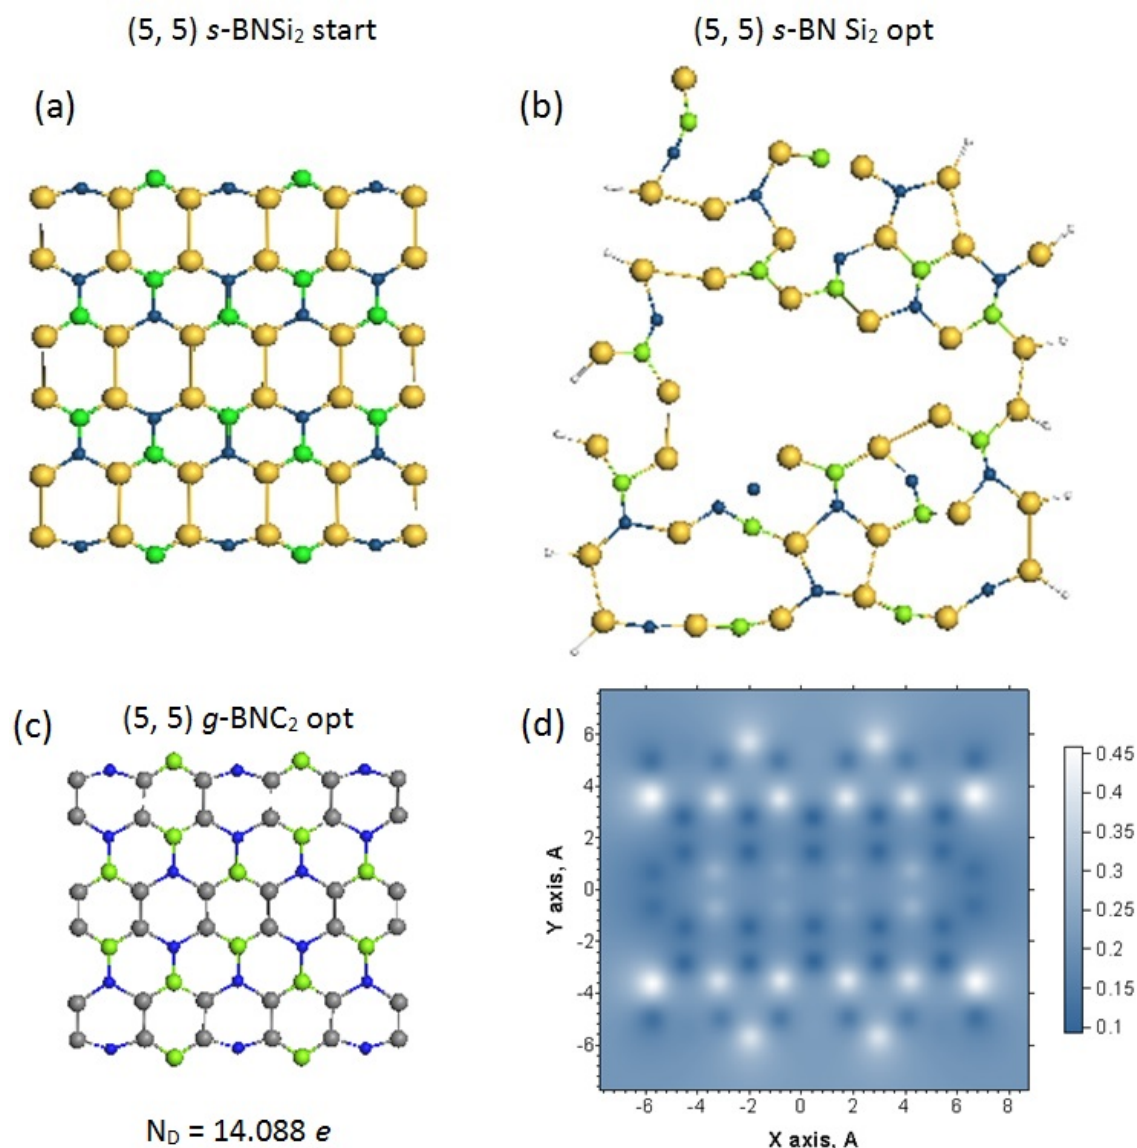 (5, 5) s-BNSi₂ start
(5, 5) s-BN Si₂ opt
(a)
(b)
(c)
(5, 5) g-BNC₂ opt
N_D = 14.088 e
(d)
6
4
2
0
-2
-4
-6
Y axis, A
-6 -4 -2 0 2 4 6 8
X axis, A
0.45
0.4
0.35
0.3
0.25
0.2
0.15
0.1